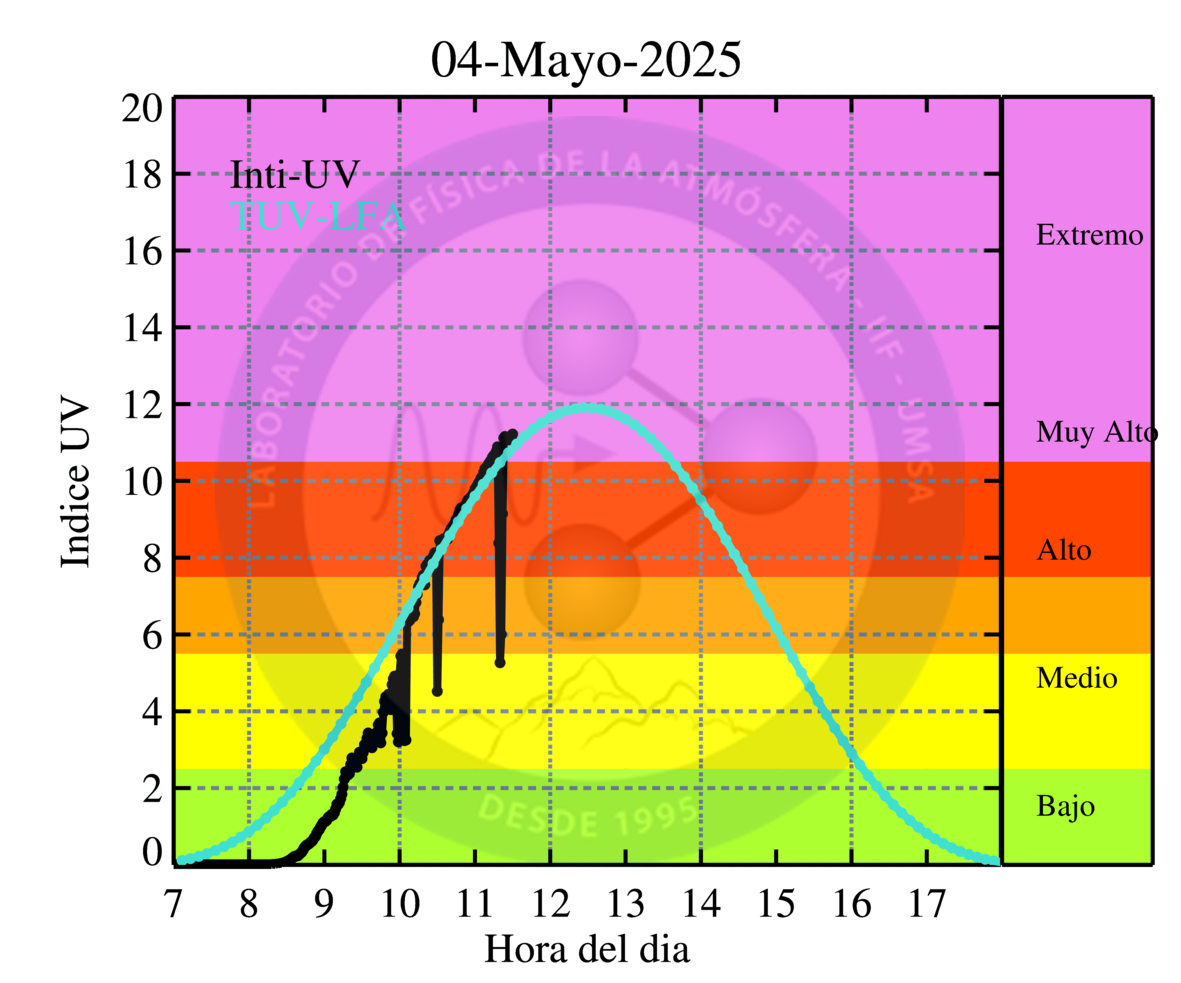 04-Mayo-2025
20
18
16
14
12
10
8
6
4
2
0
Indice UV
Inti-UV
TUV-LFA
LABORATORIO DE FÍSICA DE LA ATMÓSFERA - IIF - UMSA
DESDE 1995
Extremo
Muy Alto
Alto
Medio
Bajo
7 8 9 10 11 12 13 14 15 16 17
Hora del dia